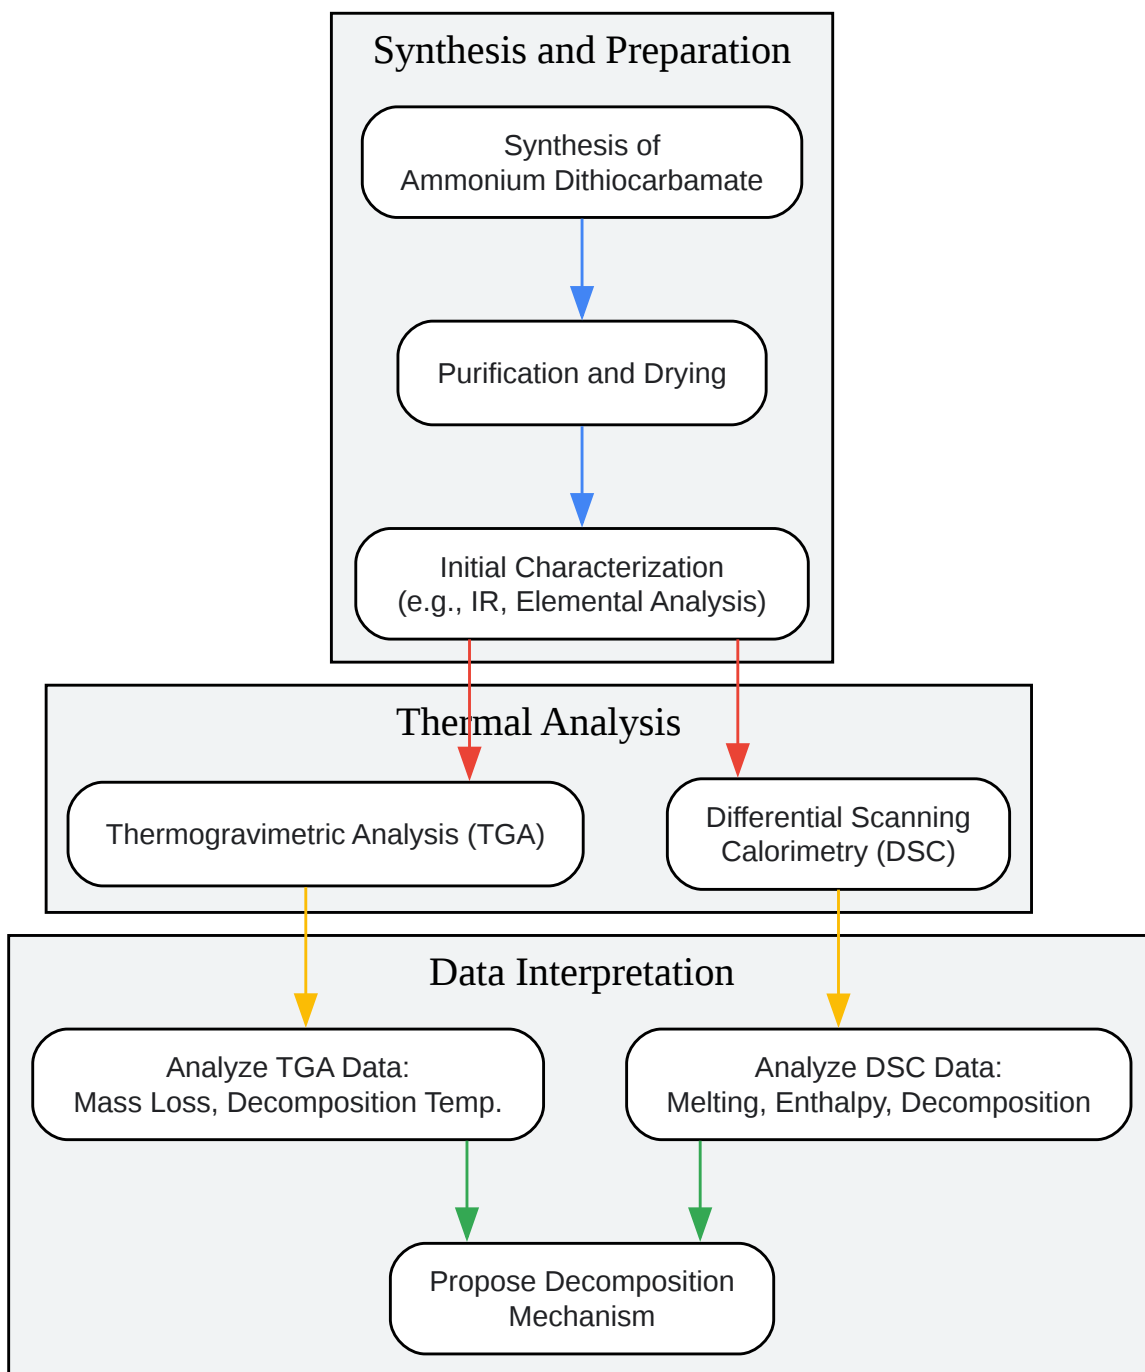 Synthesis and Preparation
Synthesis of
Ammonium Dithiocarbamate
Purification and Drying
Initial Characterization
(e.g., IR, Elemental Analysis)
Thermal Analysis
Thermogravimetric Analysis (TGA)
Differential Scanning
Calorimetry (DSC)
Data Interpretation
Analyze TGA Data:
Mass Loss, Decomposition Temp.
Analyze DSC Data:
Melting, Enthalpy, Decomposition
Propose Decomposition
Mechanism